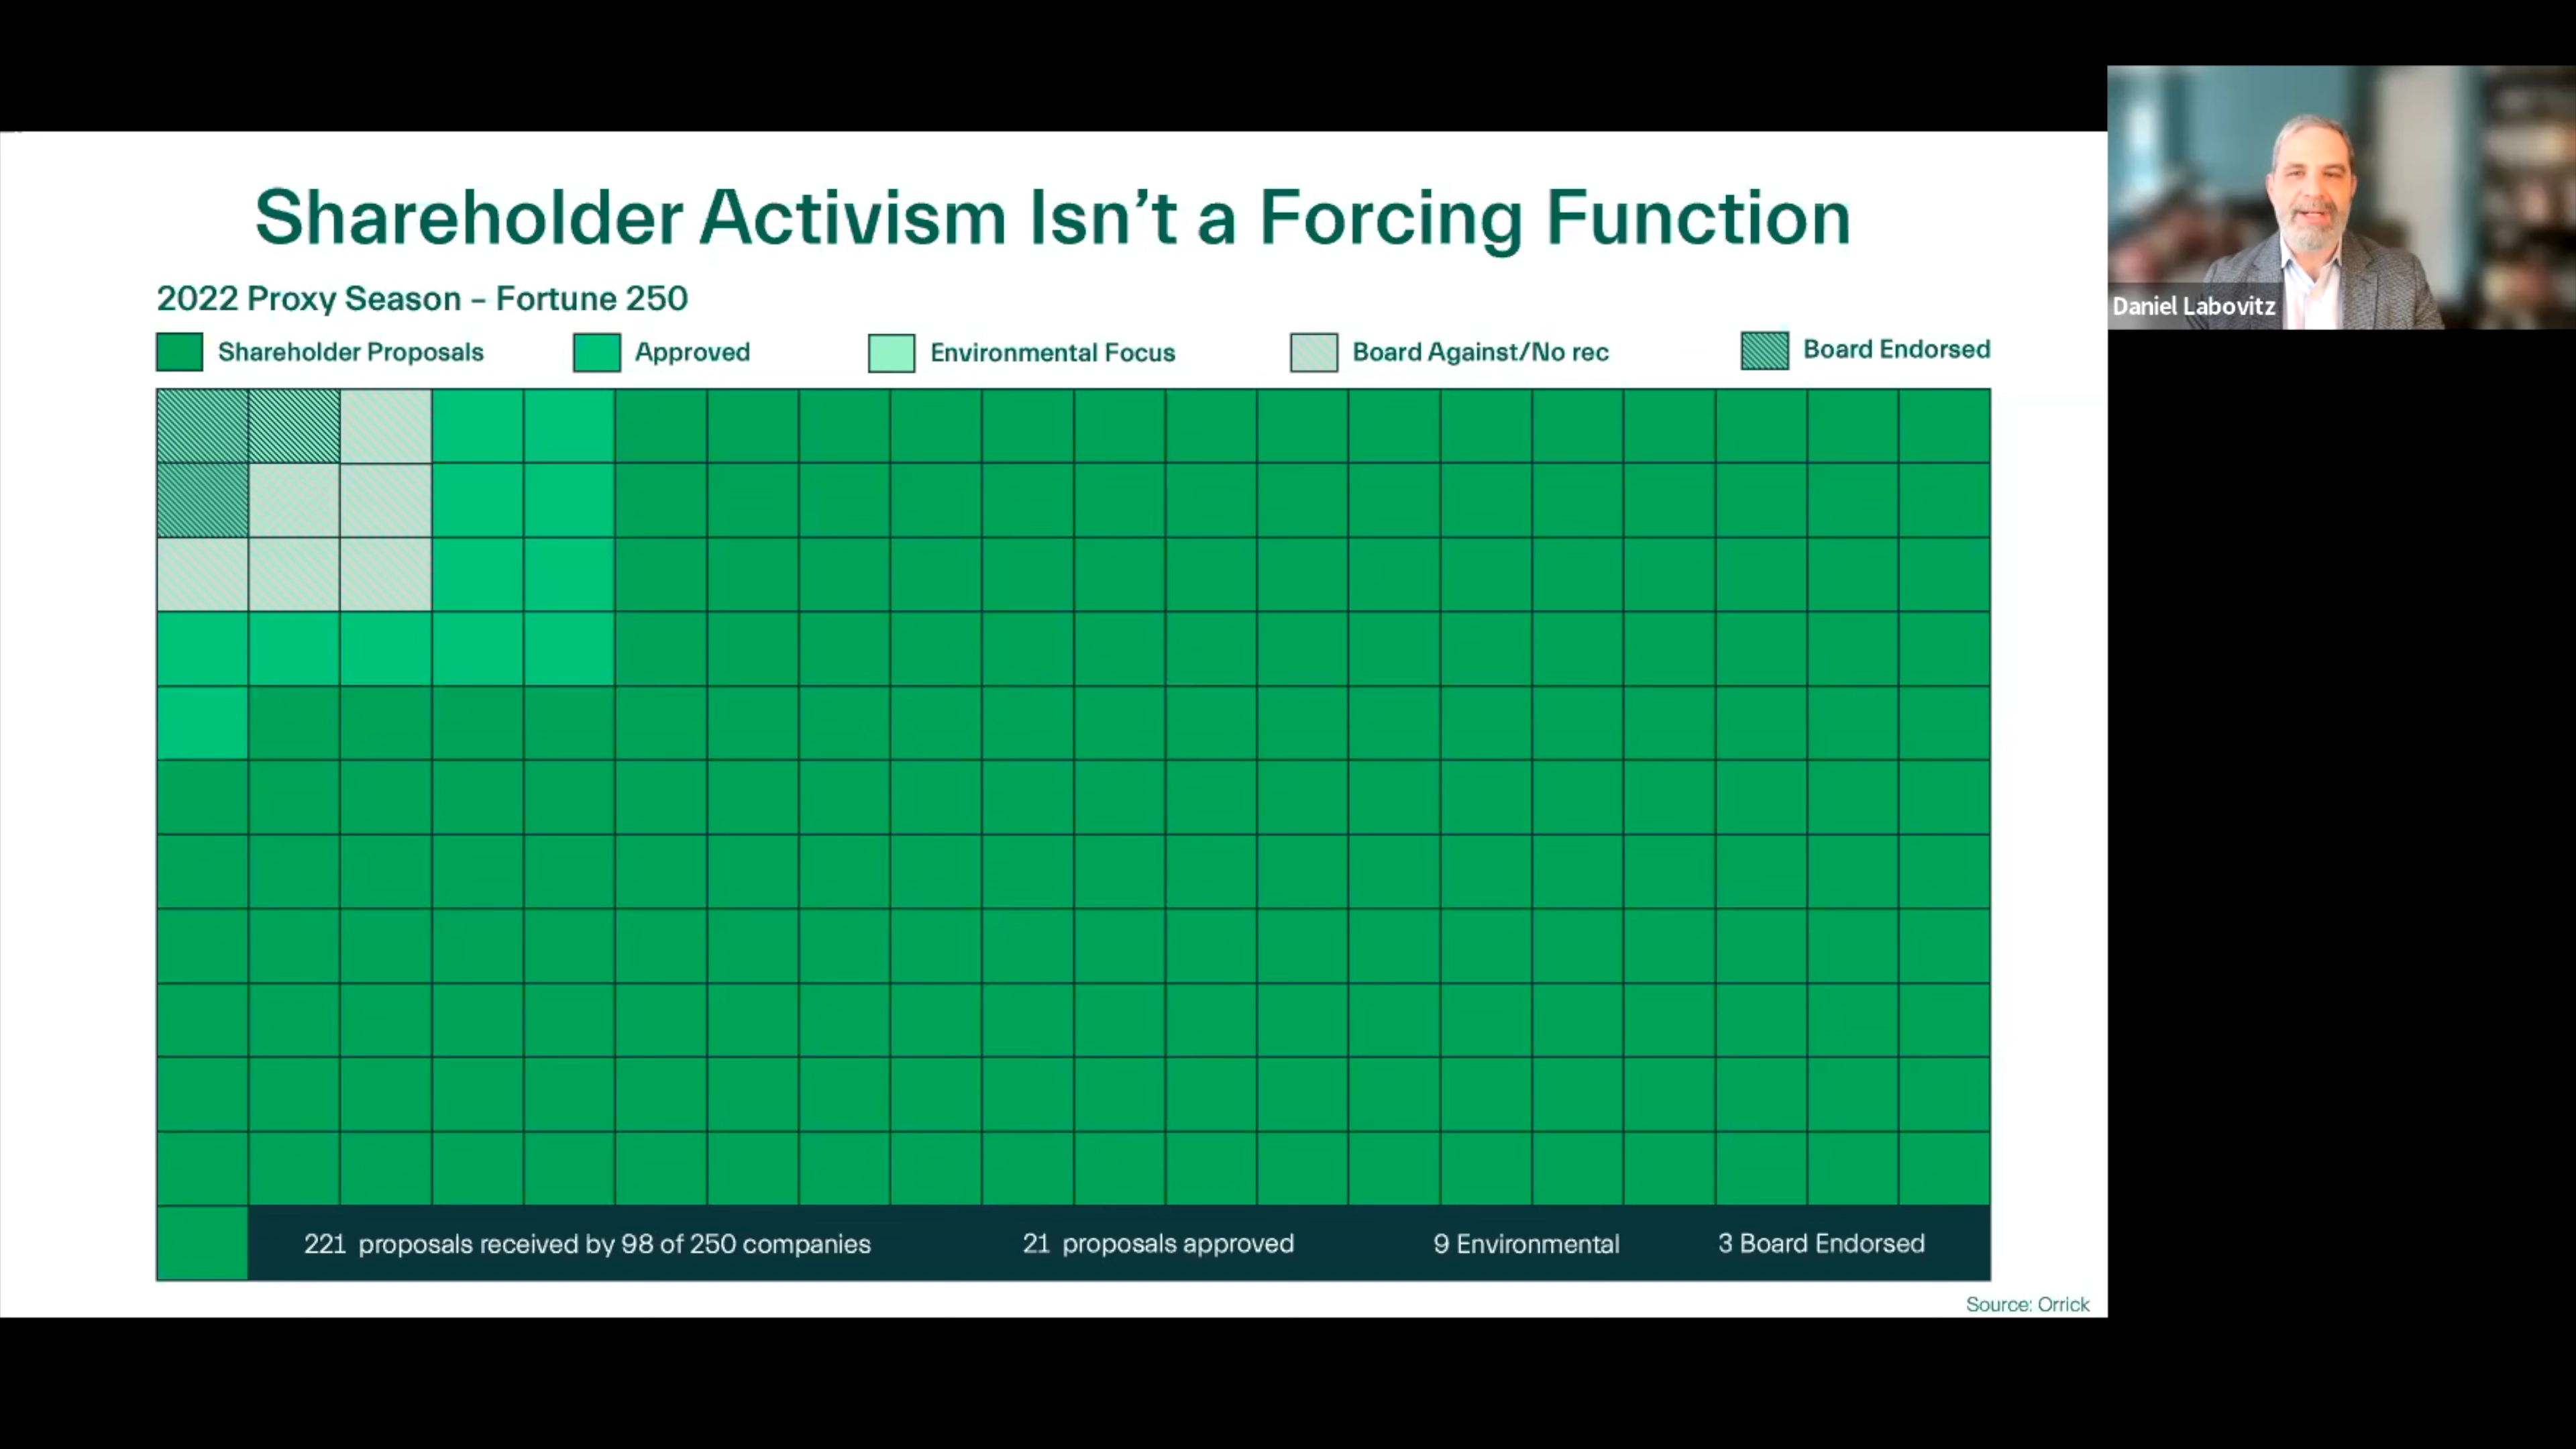 Shareholder Activism Isn't a Forcing Function
2022 Proxy Season – Fortune 250
Shareholder Proposals
Approved
Environmental Focus
Board Against/No rec
Board Endorsed
221 proposals received by 98 of 250 companies
21 proposals approved
9 Environmental
3 Board Endorsed
Source: Orrick
Daniel Labovitz